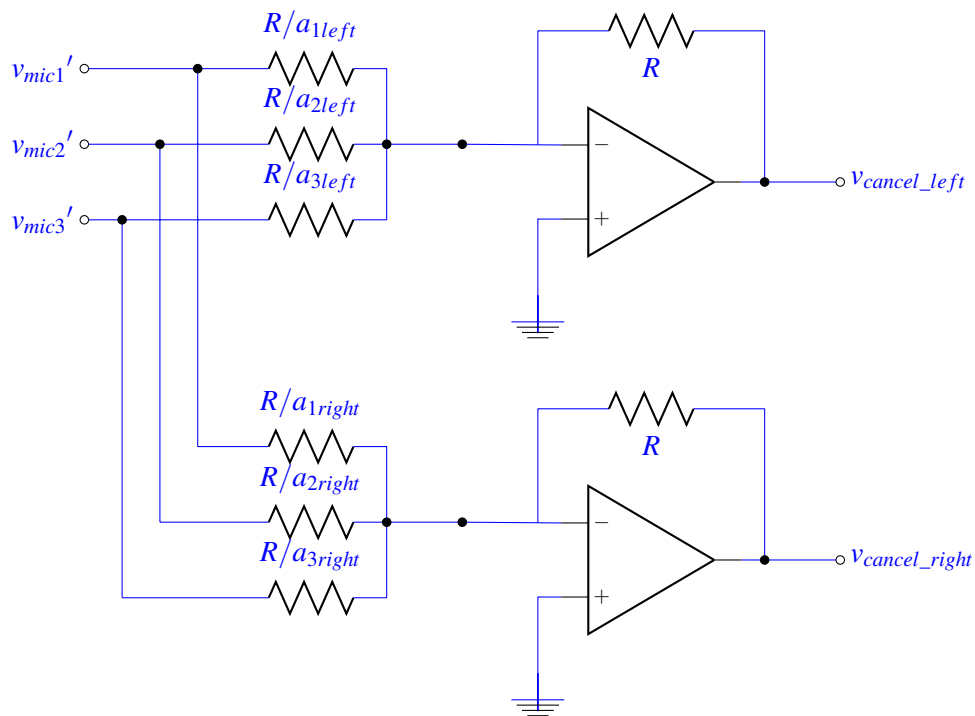 R/a1left
vmic1′
R
R/a2left
vmic2′
−
R/a3left
vcancel_left
vmic3′
+
R/a1right
R
R/a2right
−
R/a3right
vcancel_right
+